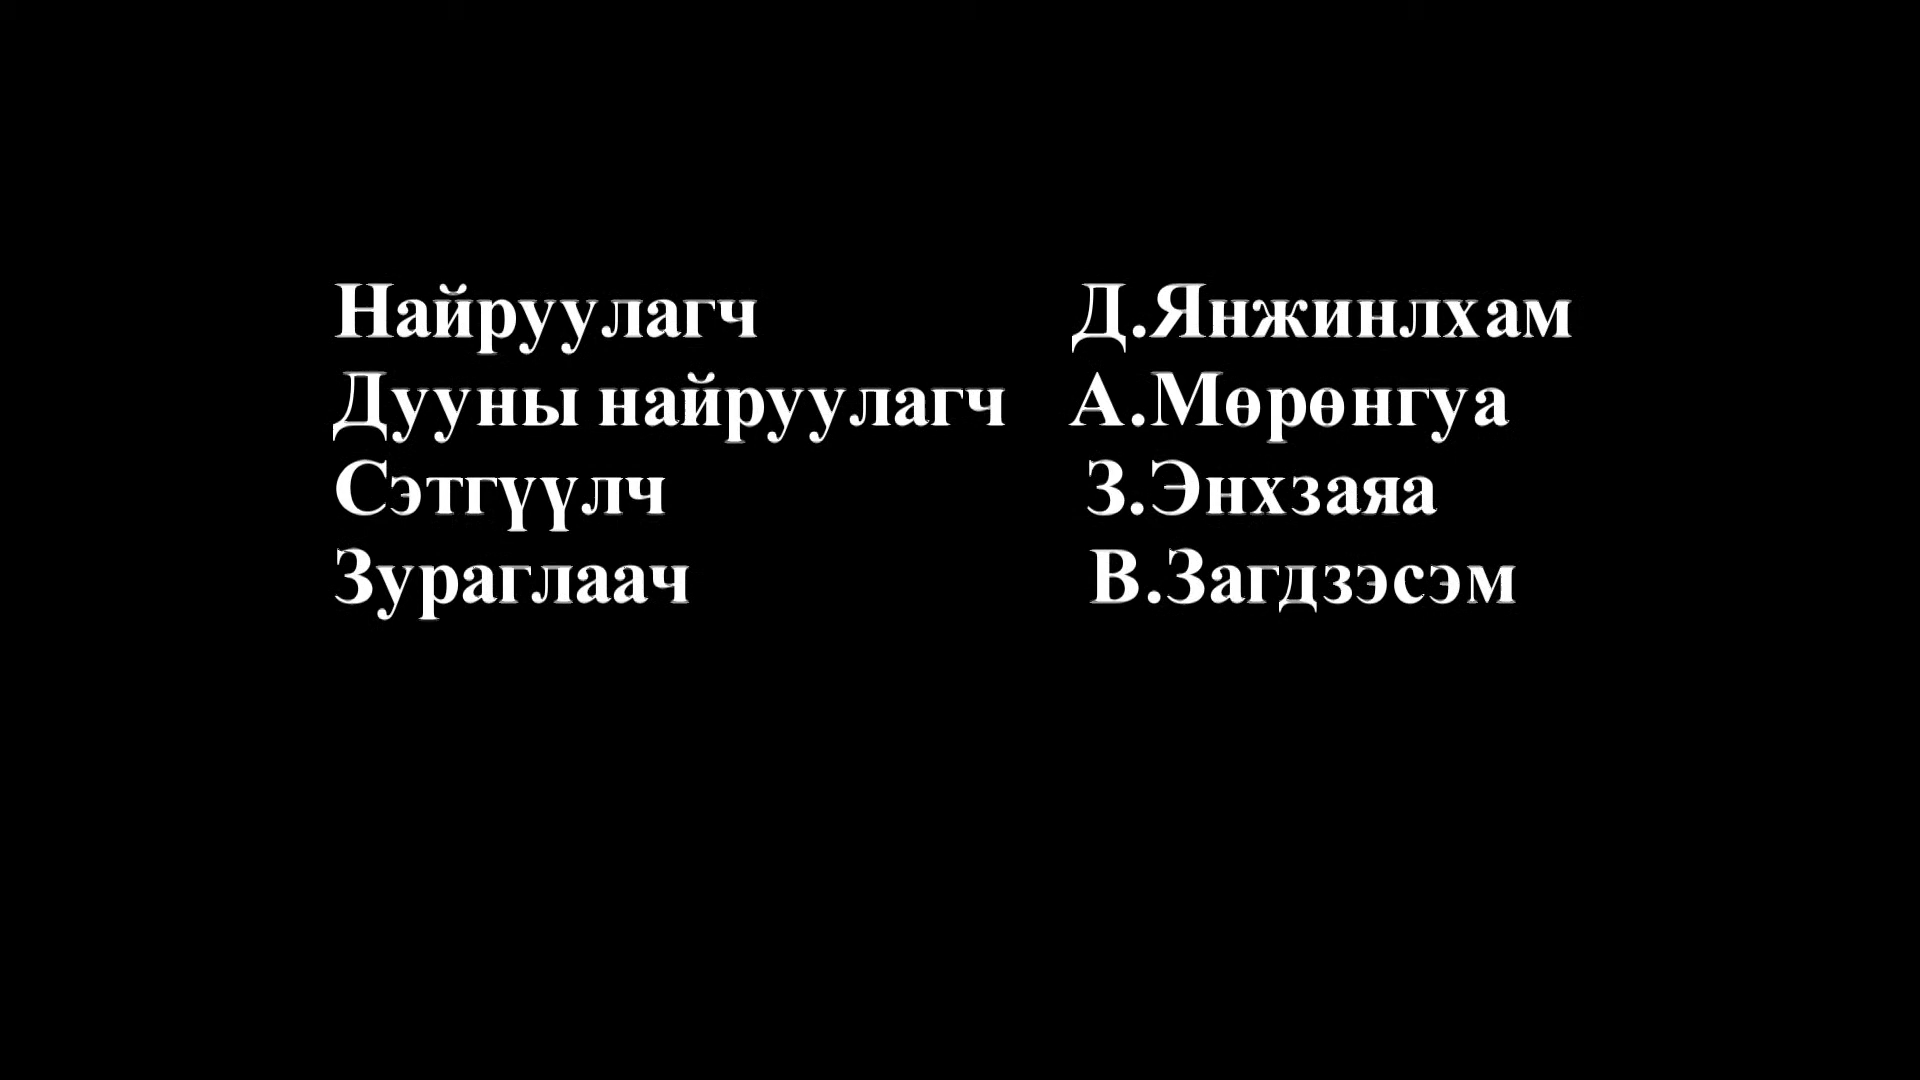 Найруулагч Д.Янжинлхам
Дууны найруулагч А.Мөрөнгуа
Сэтгүүлч З.Энхзаяа
Зураглаач В.Загдзэсэм